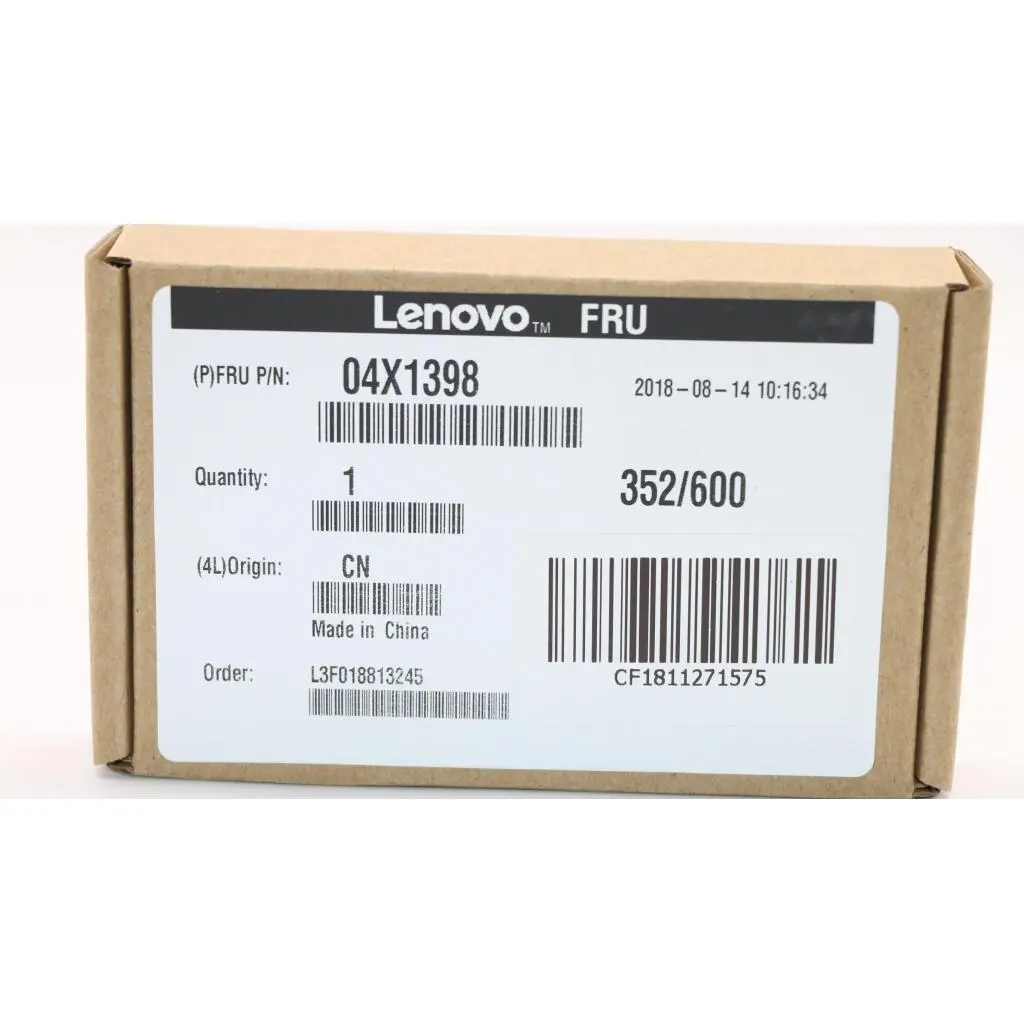 Lenovo™ FRU
(P)FRU P/N: 04X1398
2018-08-14 10:16:34
Quantity: 1
352/600
(4L)Origin: CN
Made in China
Order: L3F018813245
CF1811271575